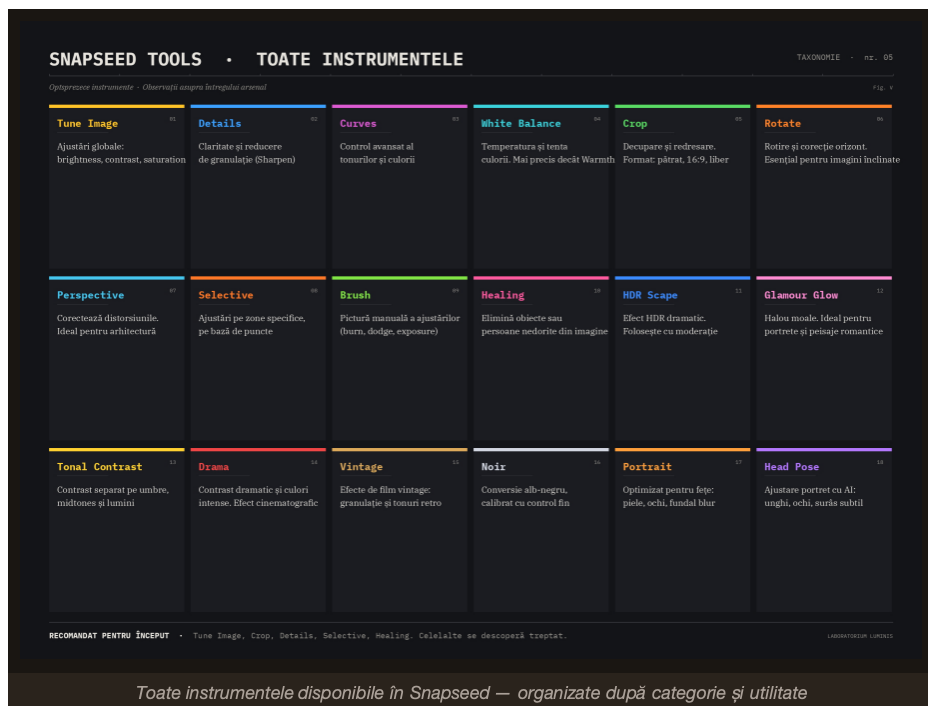 SNAPSEED TOOLS · TOATE INSTRUMENTELE
TAXONOMIE · nr. 05
Optsprezece instrumente · Observații asupra întregului arsenal
Fig. V
Tune Image 01
Ajustări globale:
brightness, contrast, saturation
Details 02
Claritate și reducere
de granulație (Sharpen)
Curves 03
Control avansat al
tonurilor și culorii
White Balance 04
Temperatura și tenta
culorii. Mai precis decât Warmth
Crop 05
Decupare și redresare.
Format: pătrat, 16:9, liber
Rotate 06
Rotire și corecție orizont.
Esențial pentru imagini înclinate
Perspective 07
Corectează distorsiunile.
Ideal pentru arhitectură
Selective 08
Ajustări pe zone specifice,
pe bază de puncte
Brush 09
Pictură manuală a ajustărilor
(burn, dodge, exposure)
Healing 10
Elimină obiecte sau
persoane nedorite din imagine
HDR Scape 11
Efect HDR dramatic.
Folosește cu moderație
Glamour Glow 12
Halou moale. Ideal pentru
portrete și peisaje romantice
Tonal Contrast 13
Contrast separat pe umbre,
midtones și lumini
Drama 14
Contrast dramatic și culori
intense. Efect cinematografic
Vintage 15
Efecte de film vintage:
granulație și tonuri retro
Noir 16
Conversie alb-negru,
calibrat cu control fin
Portrait 17
Optimizat pentru fețe:
piele, ochi, fundal blur
Head Pose 18
Ajustare portret cu AI:
unghi, ochi, surâs subtil
RECOMANDAT PENTRU ÎNCEPUT · Tune Image, Crop, Details, Selective, Healing. Celelalte se descoperă treptat.
LABORATORIUM LUMINIS
Toate instrumentele disponibile în Snapseed — organizate după categorie și utilitate